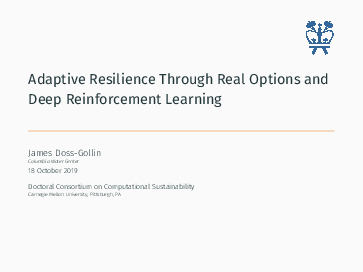 Adaptive Resilience Through Real Options and
Deep Reinforcement Learning
James Doss-Gollin
Columbia Water Center
18 October 2019
Doctoral Consortium on Computational Sustainability
Carnegie Mellon University, Pittsburgh, PA